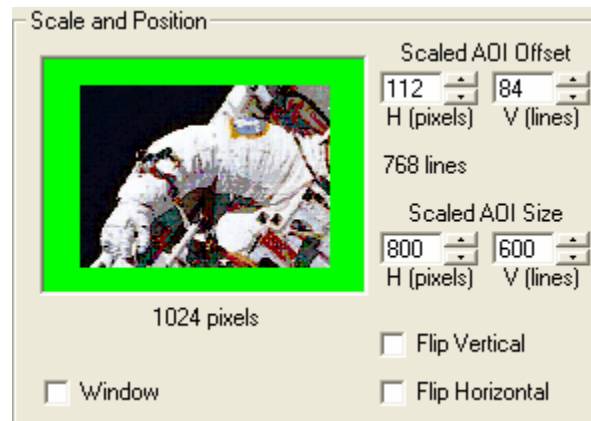 Scale and Position
Scaled AOI Offset
112 84
H (pixels) V (lines)
768 lines
Scaled AOI Size
800 600
H (pixels) V (lines)
1024 pixels
Flip Vertical
Window
Flip Horizontal